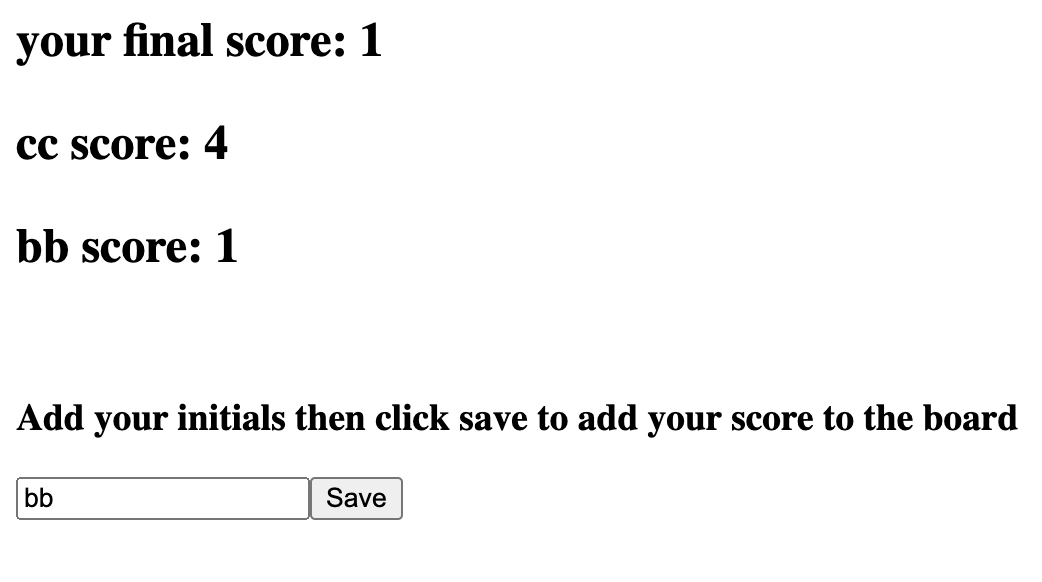 your final score: 1
cc score: 4
bb score: 1
Add your initials then click save to add your score to the board
bb Save